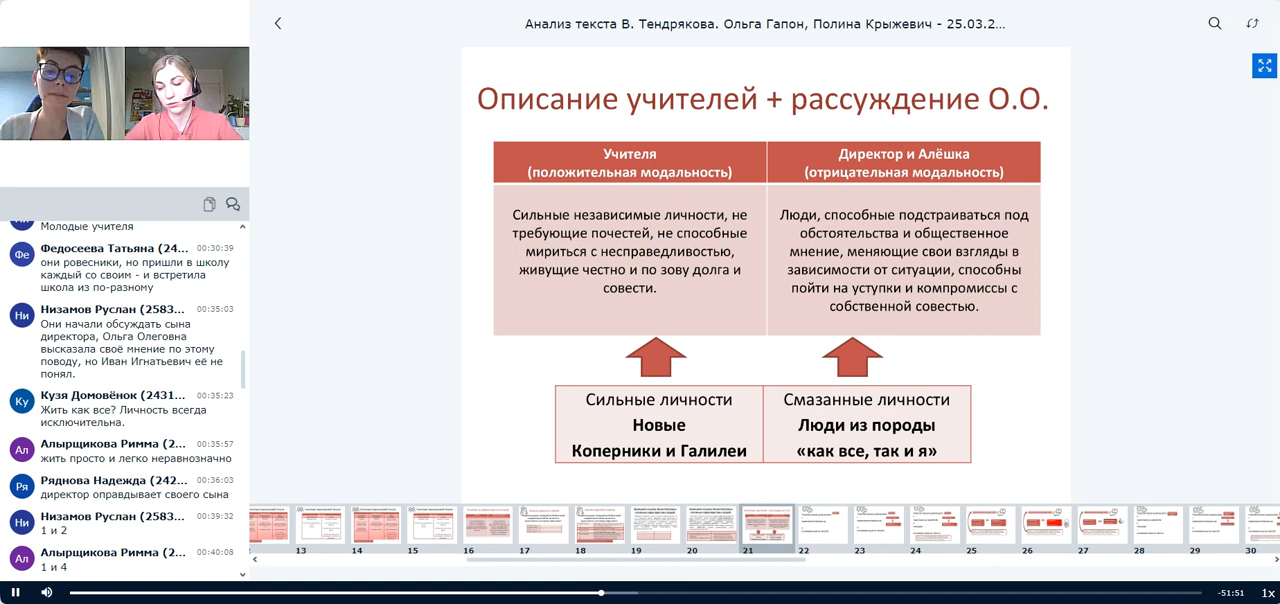 Анализ текста В. Тендрякова. Ольга Гапон, Полина Крыжевич - 25.03.2...
Описание учителей + рассуждение О.О.
Учителя
(положительная модальность)
Директор и Алёшка
(отрицательная модальность)
Сильные независимые личности, не
требующие почестей, не способные
мириться с несправедливостью,
живущие честно и по зову долга и
совести.
Люди, способные подстраиваться под
обстоятельства и общественное
мнение, меняющие свои взгляды в
зависимости от ситуации, способны
пойти на уступки и компромиссы с
собственной совестью.
Сильные личности
Новые
Коперники и Галилеи
Смазанные личности
Люди из породы
«как все, так и я»
Молодые учителя
Фе
Федосеева Татьяна (24... 00:30:39
они ровесники, но пришли в школу
каждый со своим - и встретила
школа из по-разному
Ни
Низамов Руслан (2583... 00:35:03
Они начали обсуждать сына
директора, Ольга Олеговна
высказала своё мнение по этому
поводу, но Иван Игнатьевич её не
понял.
Ку
Кузя Домовёнок (2431... 00:35:23
Жить как все? Личность всегда
исключительна.
Ал
Алырщикова Римма (2... 00:35:57
жить просто и легко неравнозначно
Ря
Ряднова Надежда (242... 00:36:03
директор оправдывает своего сына
Ни
Низамов Руслан (2583... 00:39:32
1 и 2
Ал
Алырщикова Римма (2... 00:40:08
1 и 4
13 14 15 16 17 18 19 20 21 22 23 24 25 26 27 28 29 30
-51:51 1x